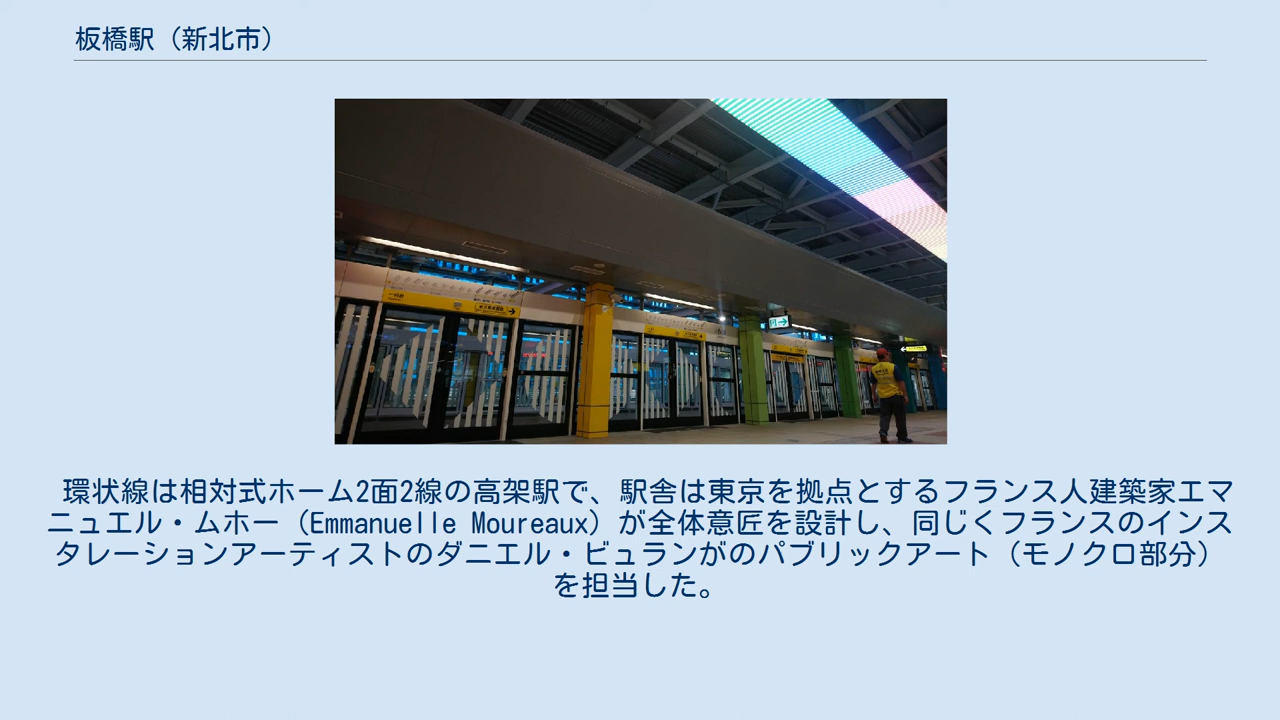 板橋駅（新北市）
環状線は相対式ホーム2面2線の高架駅で、駅舎は東京を拠点とするフランス人建築家エマ
ニュエル・ムホー（Emmanuelle Moureaux）が全体意匠を設計し、同じくフランスのインス
タレーションアーティストのダニエル・ビュランがのパブリックアート（モノクロ部分）
を担当した。